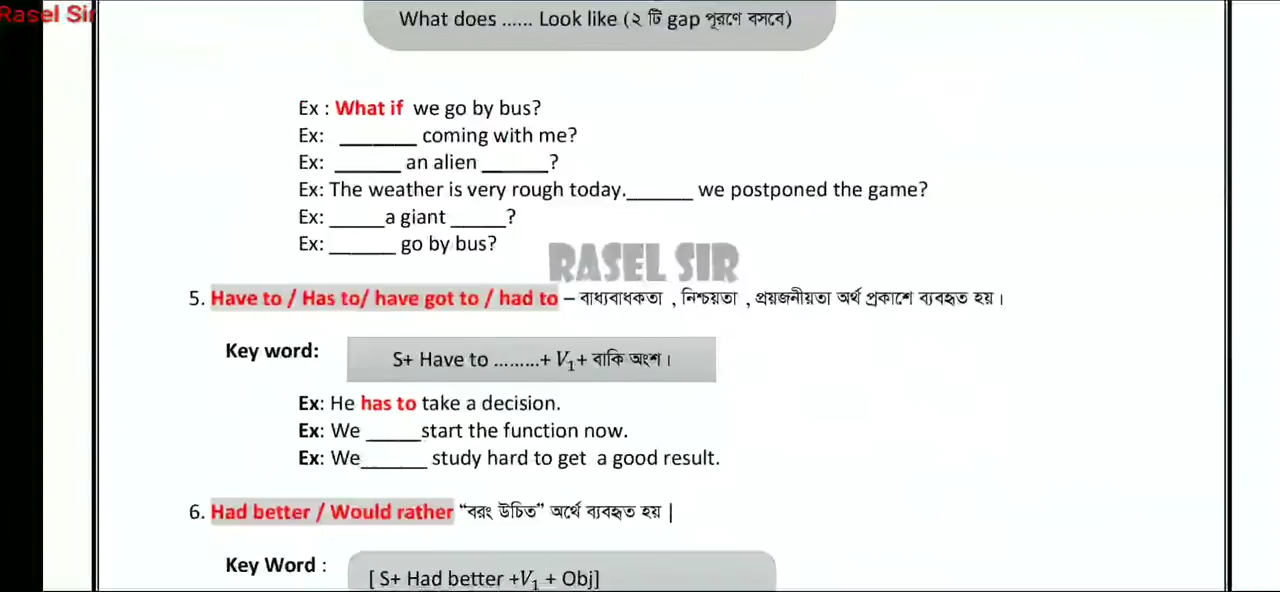 Rasel Sir
What does ...... Look like (২ টি gap পূরণে বসবে)
Ex : What if we go by bus?
Ex: ________ coming with me?
Ex: _______ an alien _______?
Ex: The weather is very rough today._______ we postponed the game?
Ex: ______a giant ______?
Ex: _______ go by bus?
RASEL SIR
5. Have to / Has to/ have got to / had to – বাধ্যবাধকতা , নিশ্চয়তা , প্রয়জনীয়তা অর্থ প্রকাশে ব্যবহৃত হয়।
Key word:
S+ Have to .........+ V₁+ বাকি অংশ।
Ex: He has to take a decision.
Ex: We ______start the function now.
Ex: We_______ study hard to get a good result.
6. Had better / Would rather “বরং উচিত” অর্থে ব্যবহৃত হয় |
Key Word :
[ S+ Had better +V₁ + Obj]